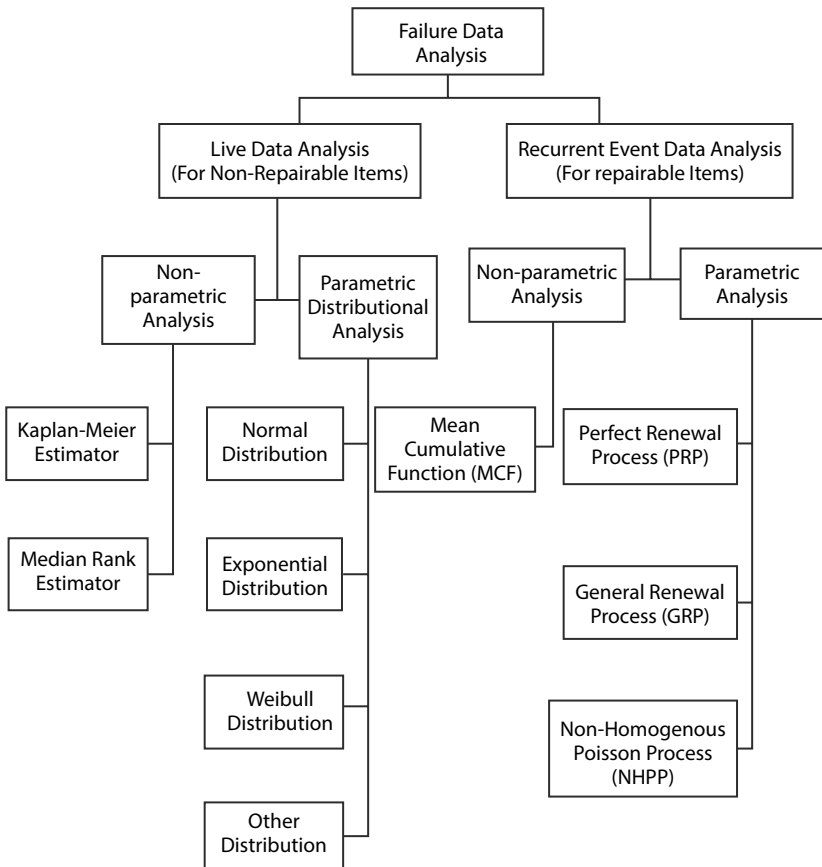 Failure Data
Analysis
Live Data Analysis
(For Non-Repairable Items)
Recurrent Event Data Analysis
(For repairable Items)
Non-
parametric
Analysis
Parametric
Distributional
Analysis
Non-parametric
Analysis
Parametric
Analysis
Kaplan-Meier
Estimator
Normal
Distribution
Mean
Cumulative
Function (MCF)
Perfect Renewal
Process (PRP)
Median Rank
Estimator
Exponential
Distribution
General Renewal
Process (GRP)
Weibull
Distribution
Non-Homogenous
Poisson Process
(NHPP)
Other
Distribution